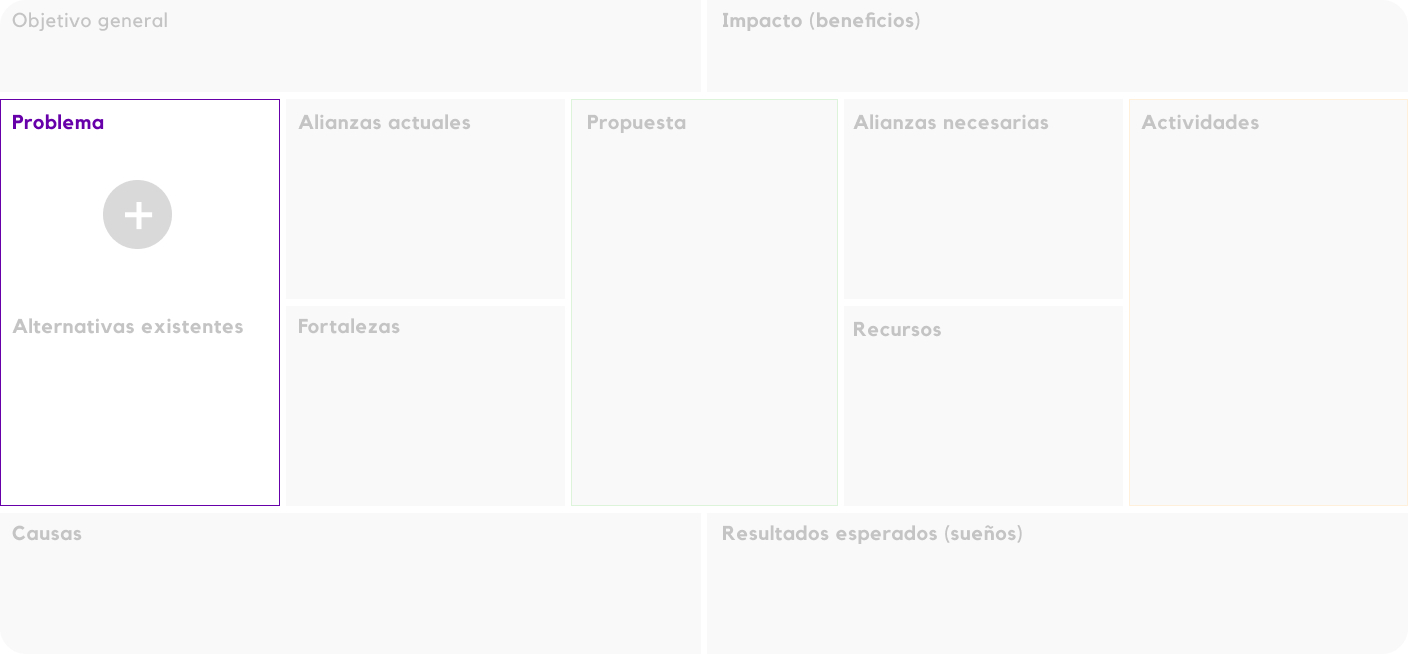 Objetivo general
Impacto (beneficios)
Problema
Alianzas actuales
Propuesta
Alianzas necesarias
Actividades
Alternativas existentes
Fortalezas
Recursos
Causas
Resultados esperados (sueños)